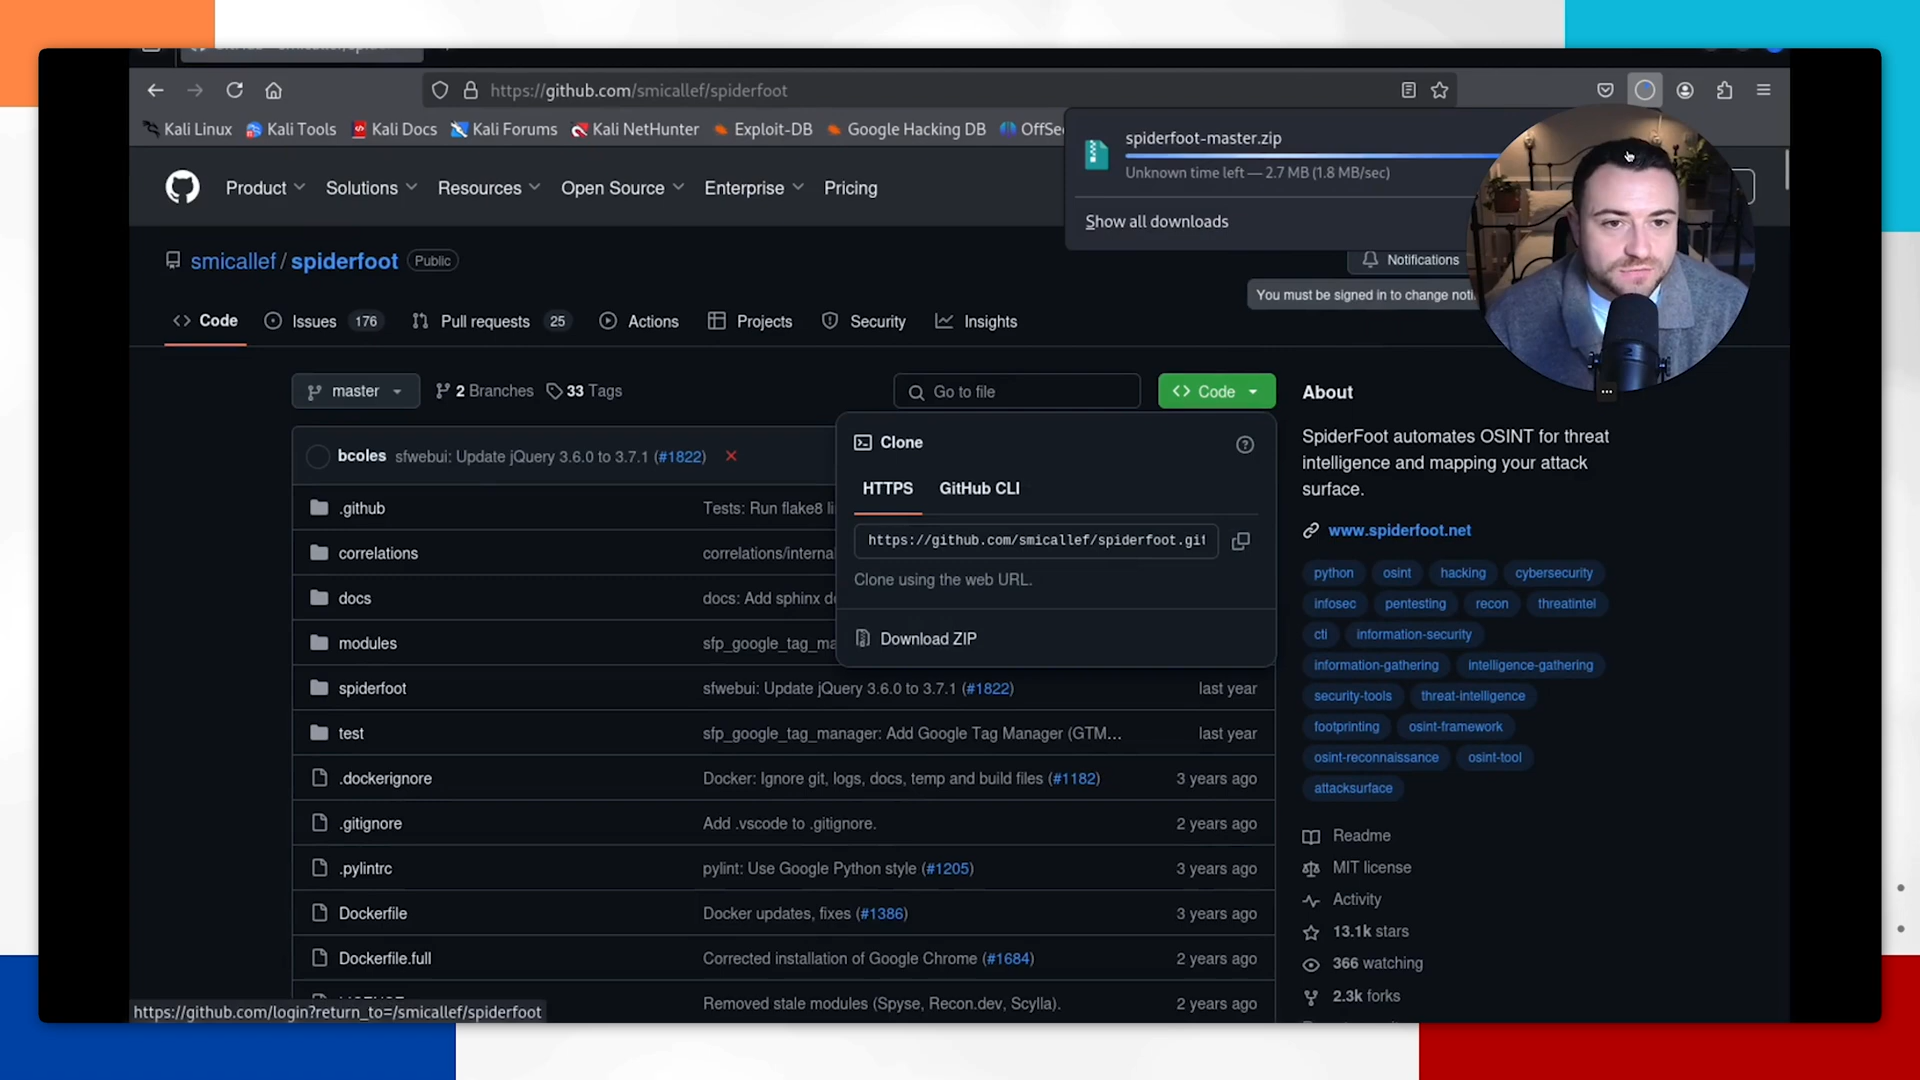 https://github.com/smicallef/spiderfoot
Kali Linux
Kali Tools
Kali Docs
Kali Forums
Kali NetHunter
Exploit-DB
Google Hacking DB
OffSe
spiderfoot-master.zip
Unknown time left — 2.7 MB (1.8 MB/sec)
Show all downloads
Product
Solutions
Resources
Open Source
Enterprise
Pricing
smicallef / spiderfoot
Public
Notifications
You must be signed in to change noti
Code
Issues 176
Pull requests 25
Actions
Projects
Security
Insights
master
2 Branches
33 Tags
Go to file
Code
Clone
HTTPS
GitHub CLI
https://github.com/smicallef/spiderfoot.git
Clone using the web URL.
Download ZIP
bcoles sfwebui: Update jQuery 3.6.0 to 3.7.1 (#1822)
.github Tests: Run flake8 li
correlations correlations/interna
docs docs: Add sphinx d
modules sfp_google_tag_ma
spiderfoot sfwebui: Update jQuery 3.6.0 to 3.7.1 (#1822) last year
test sfp_google_tag_manager: Add Google Tag Manager (GTM... last year
.dockerignore Docker: Ignore git, logs, docs, temp and build files (#1182) 3 years ago
.gitignore Add .vscode to .gitignore. 2 years ago
.pylintrc pylint: Use Google Python style (#1205) 3 years ago
Dockerfile Docker updates, fixes (#1386) 3 years ago
Dockerfile.full Corrected installation of Google Chrome (#1684) 2 years ago
Removed stale modules (Spyse, Recon.dev, Scylla). 2 years ago
https://github.com/login?return_to=/smicallef/spiderfoot
About
SpiderFoot automates OSINT for threat
intelligence and mapping your attack
surface.
www.spiderfoot.net
python osint hacking cybersecurity
infosec pentesting recon threatintel
cti information-security
information-gathering intelligence-gathering
security-tools threat-intelligence
footprinting osint-framework
osint-reconnaissance osint-tool
attacksurface
Readme
MIT license
Activity
13.1k stars
366 watching
2.3k forks